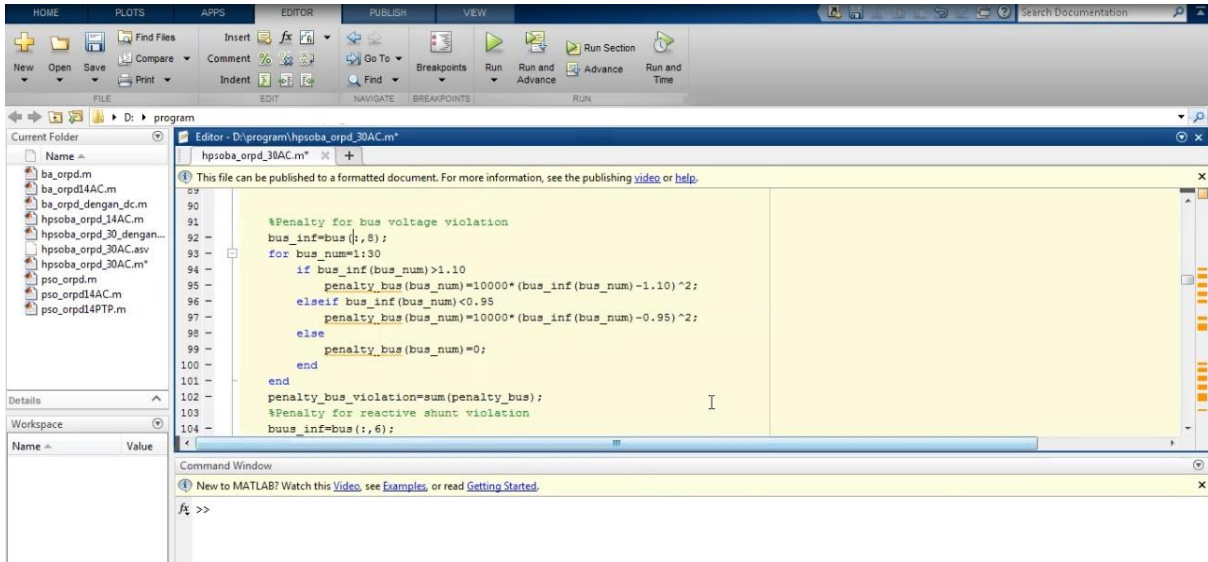 HOME PLOTS APPS EDITOR PUBLISH VIEW Search Documentation
New Open Save Find Files Compare Print
Insert fx Comment % Indent
Go To Find
Breakpoints Run Run and Advance Run Section Advance Run and Time
FILE EDIT NAVIGATE BREAKPOINTS RUN
D: program
Current Folder
Name
ba_orpd.m
ba_orpd14AC.m
ba_orpd_dengan_dc.m
hpsoba_orpd_14AC.m
hpsoba_orpd_30_dengan...
hpsoba_orpd_30AC.asv
hpsoba_orpd_30AC.m*
pso_orpd.m
pso_orpd14AC.m
pso_orpd14PTP.m
Details
Workspace
Name Value
Editor - D:\program\hpsoba_orpd_30AC.m*
hpsoba_orpd_30AC.m* +
This file can be published to a formatted document. For more information, see the publishing video or help.
89
90
91 %Penalty for bus voltage violation
92 - bus_inf=bus(:,8);
93 - for bus_num=1:30
94 - if bus_inf(bus_num)>1.10
95 - penalty_bus(bus_num)=10000*(bus_inf(bus_num)-1.10)^2;
96 - elseif bus_inf(bus_num)<0.95
97 - penalty_bus(bus_num)=10000*(bus_inf(bus_num)-0.95)^2;
98 - else
99 - penalty_bus(bus_num)=0;
100 - end
101 - end
102 - penalty_bus_violation=sum(penalty_bus);
103 %Penalty for reactive shunt violation
104 - buus_inf=bus(:,6);
Command Window
New to MATLAB? Watch this Video, see Examples, or read Getting Started.
fx >>